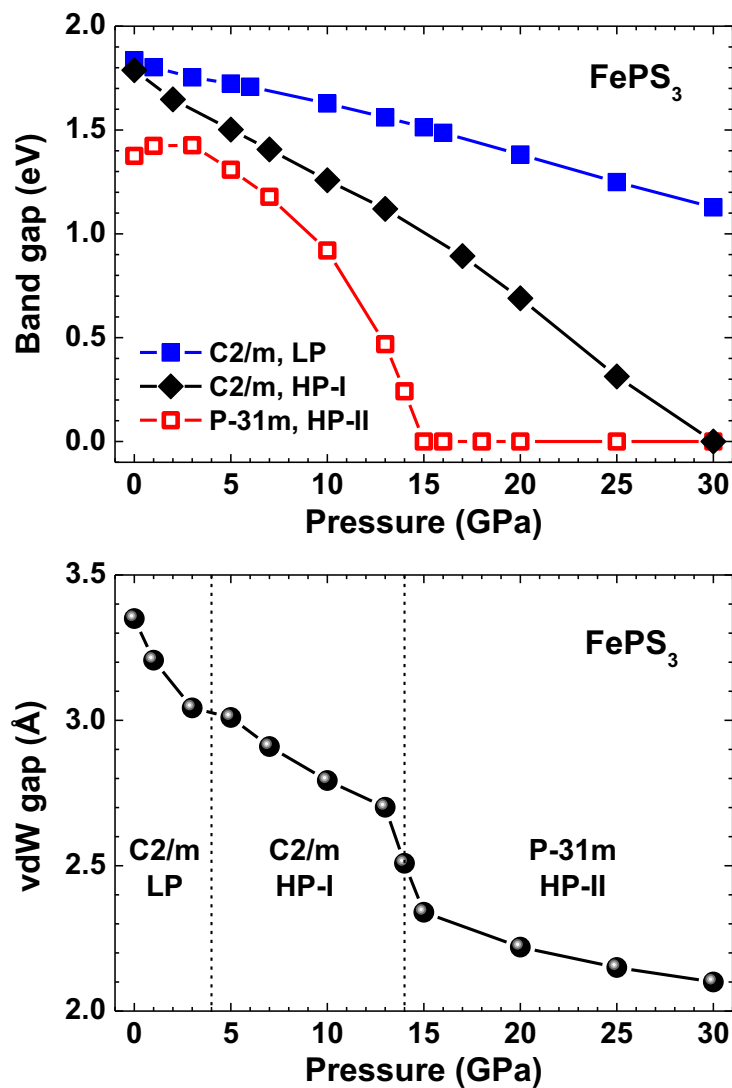 FePS3
2.0
1.5
1.0
0.5
0.0
Band gap (eV)
C2/m, LP
C2/m, HP-I
P-31m, HP-II
0 5 10 15 20 25 30
Pressure (GPa)
FePS3
3.5
3.0
2.5
2.0
vdW gap (Å)
C2/m
LP
C2/m
HP-I
P-31m
HP-II
0 5 10 15 20 25 30
Pressure (GPa)